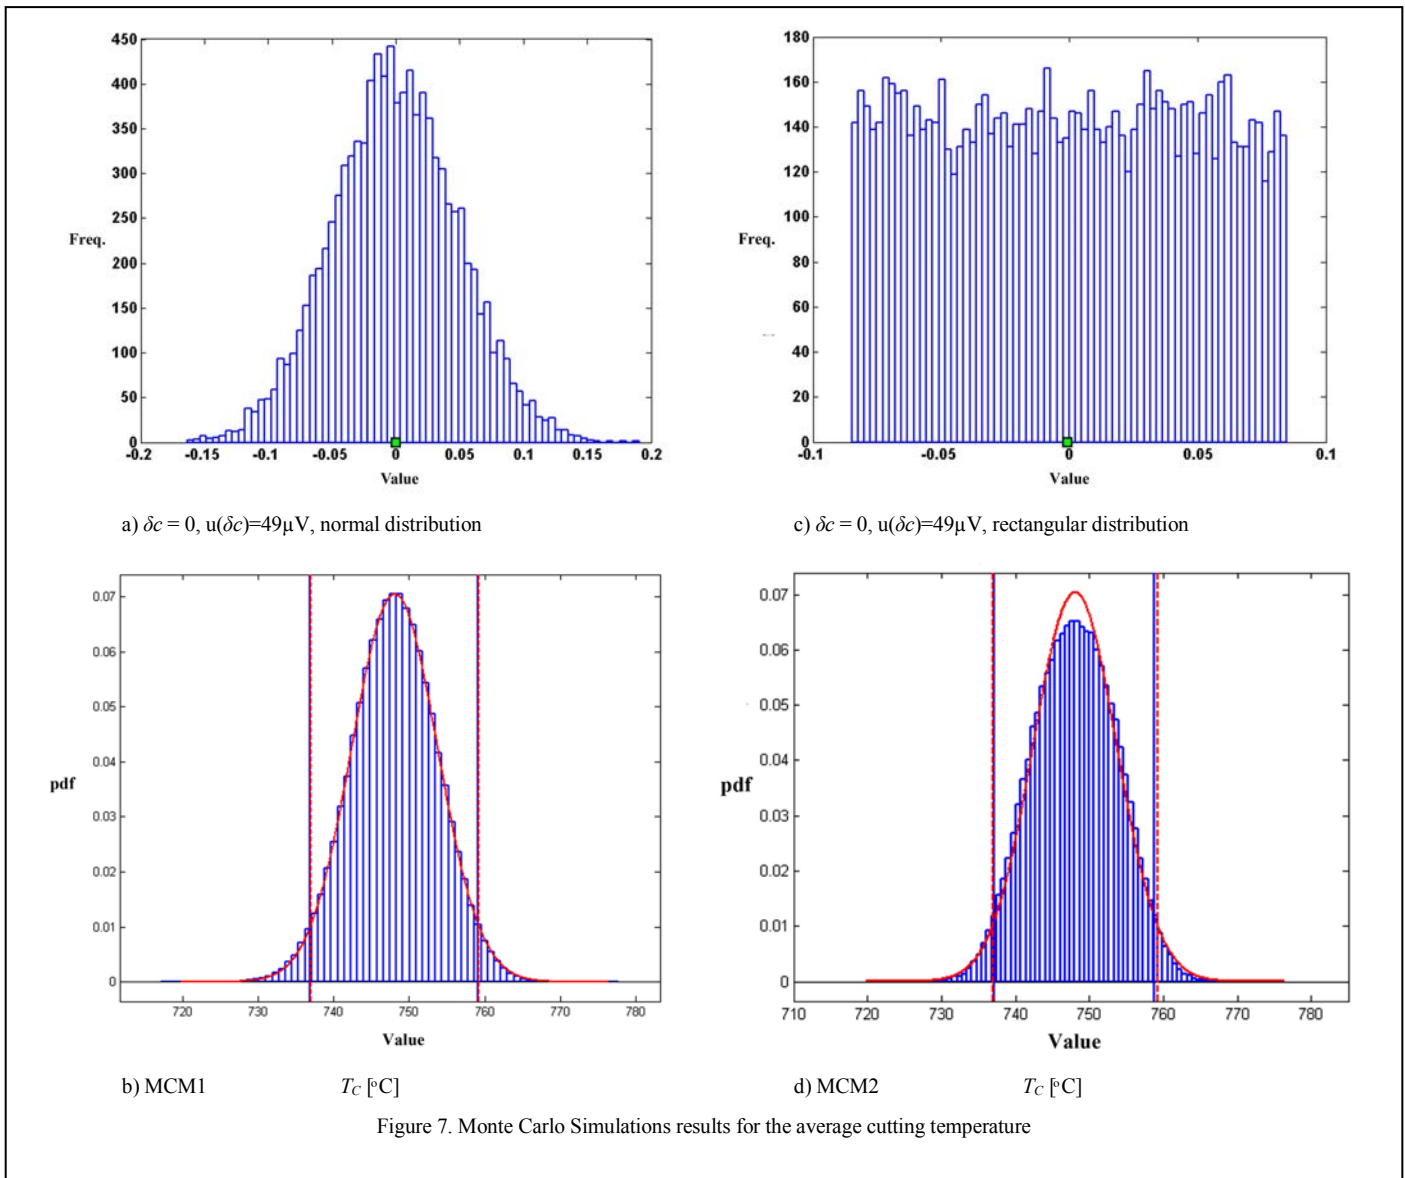 450
400
350
300
250
200
150
100
50
0
Freq.
-0.2 -0.15 -0.1 -0.05 0 0.05 0.1 0.15 0.2
Value
a) δc = 0, u(δc)=49µV, normal distribution
180
160
140
120
100
80
60
40
20
0
Freq.
-0.1 -0.05 0 0.05 0.1
Value
c) δc = 0, u(δc)=49µV, rectangular distribution
0.07
0.06
0.05
0.04
0.03
0.02
0.01
0
pdf
720 730 740 750 760 770 780
Value
b) MCM1 TC [°C]
0.07
0.06
0.05
0.04
0.03
0.02
0.01
0
pdf
710 720 730 740 750 760 770 780
Value
d) MCM2 TC [°C]
Figure 7. Monte Carlo Simulations results for the average cutting temperature